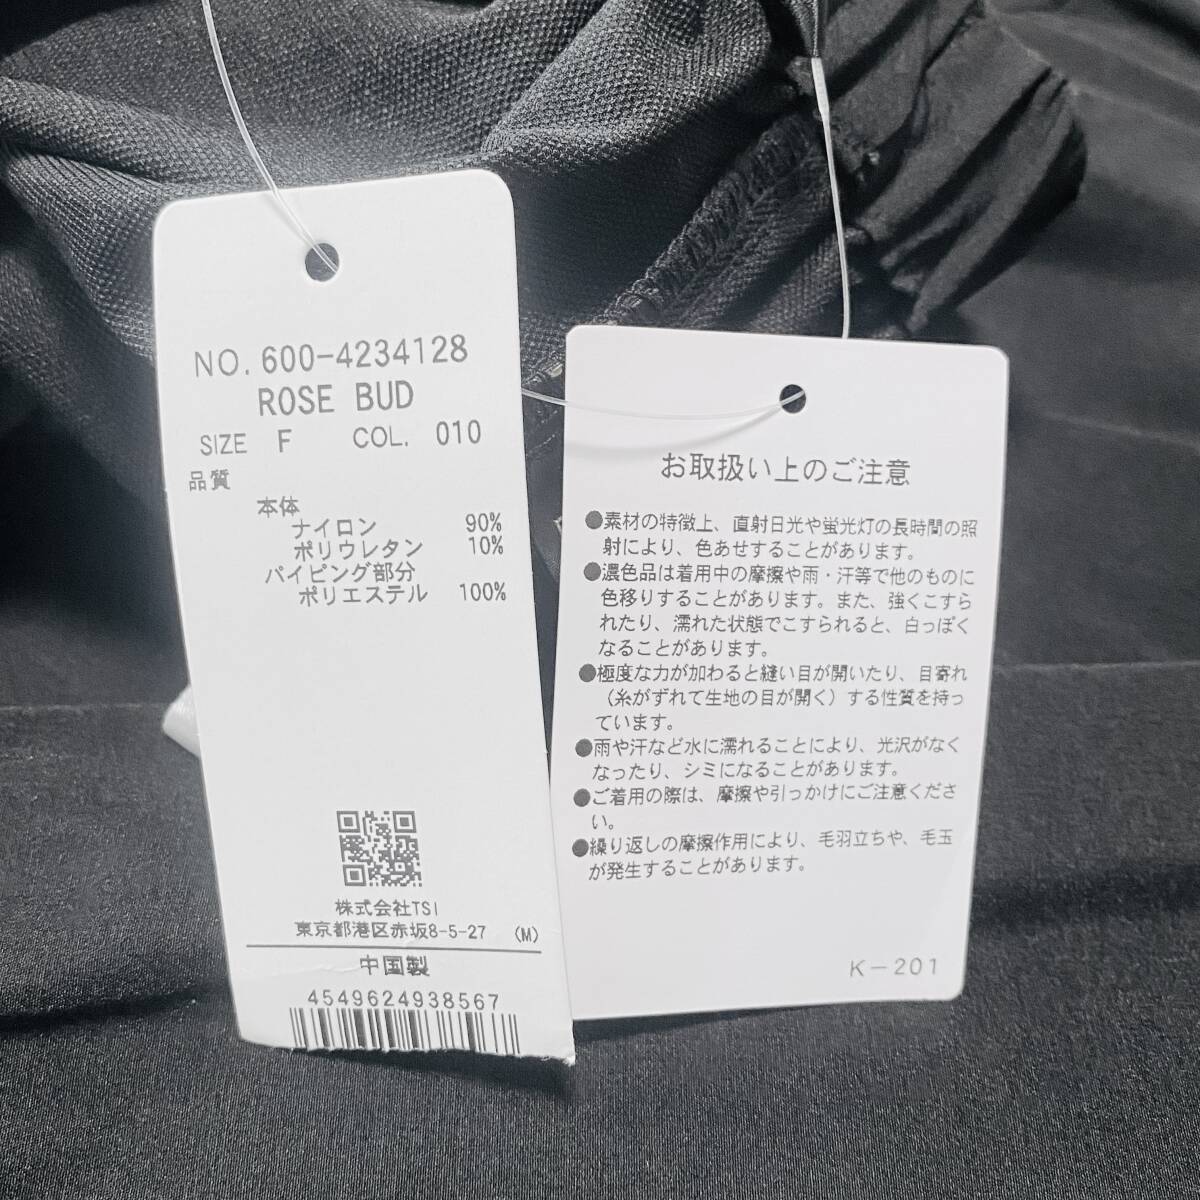 NO. 600-4234128
ROSE BUD
SIZE F COL. 010
品質
本体
ナイロン 90%
ポリウレタン 10%
パイピング部分
ポリエステル 100%
株式会社TSI
東京都港区赤坂8-5-27 (M)
中国製
4549624938567
お取扱い上のご注意
●素材の特徴上、直射日光や蛍光灯の長時間の照
射により、色あせすることがあります。
●濃色品は着用中の摩擦や雨・汗等で他のものに
色移りすることがあります。また、強くこすら
れたり、濡れた状態でこすられると、白っぽく
なることがあります。
●極度な力が加わると縫い目が開いたり、目寄れ
（糸がずれて生地の目が開く）する性質を持っ
ています。
●雨や汗など水に濡れることにより、光沢がなく
なったり、シミになることがあります。
●ご着用の際は、摩擦や引っかけにご注意くださ
い。
●繰り返しの摩擦作用により、毛羽立ちや、毛玉
が発生することがあります。
K-201